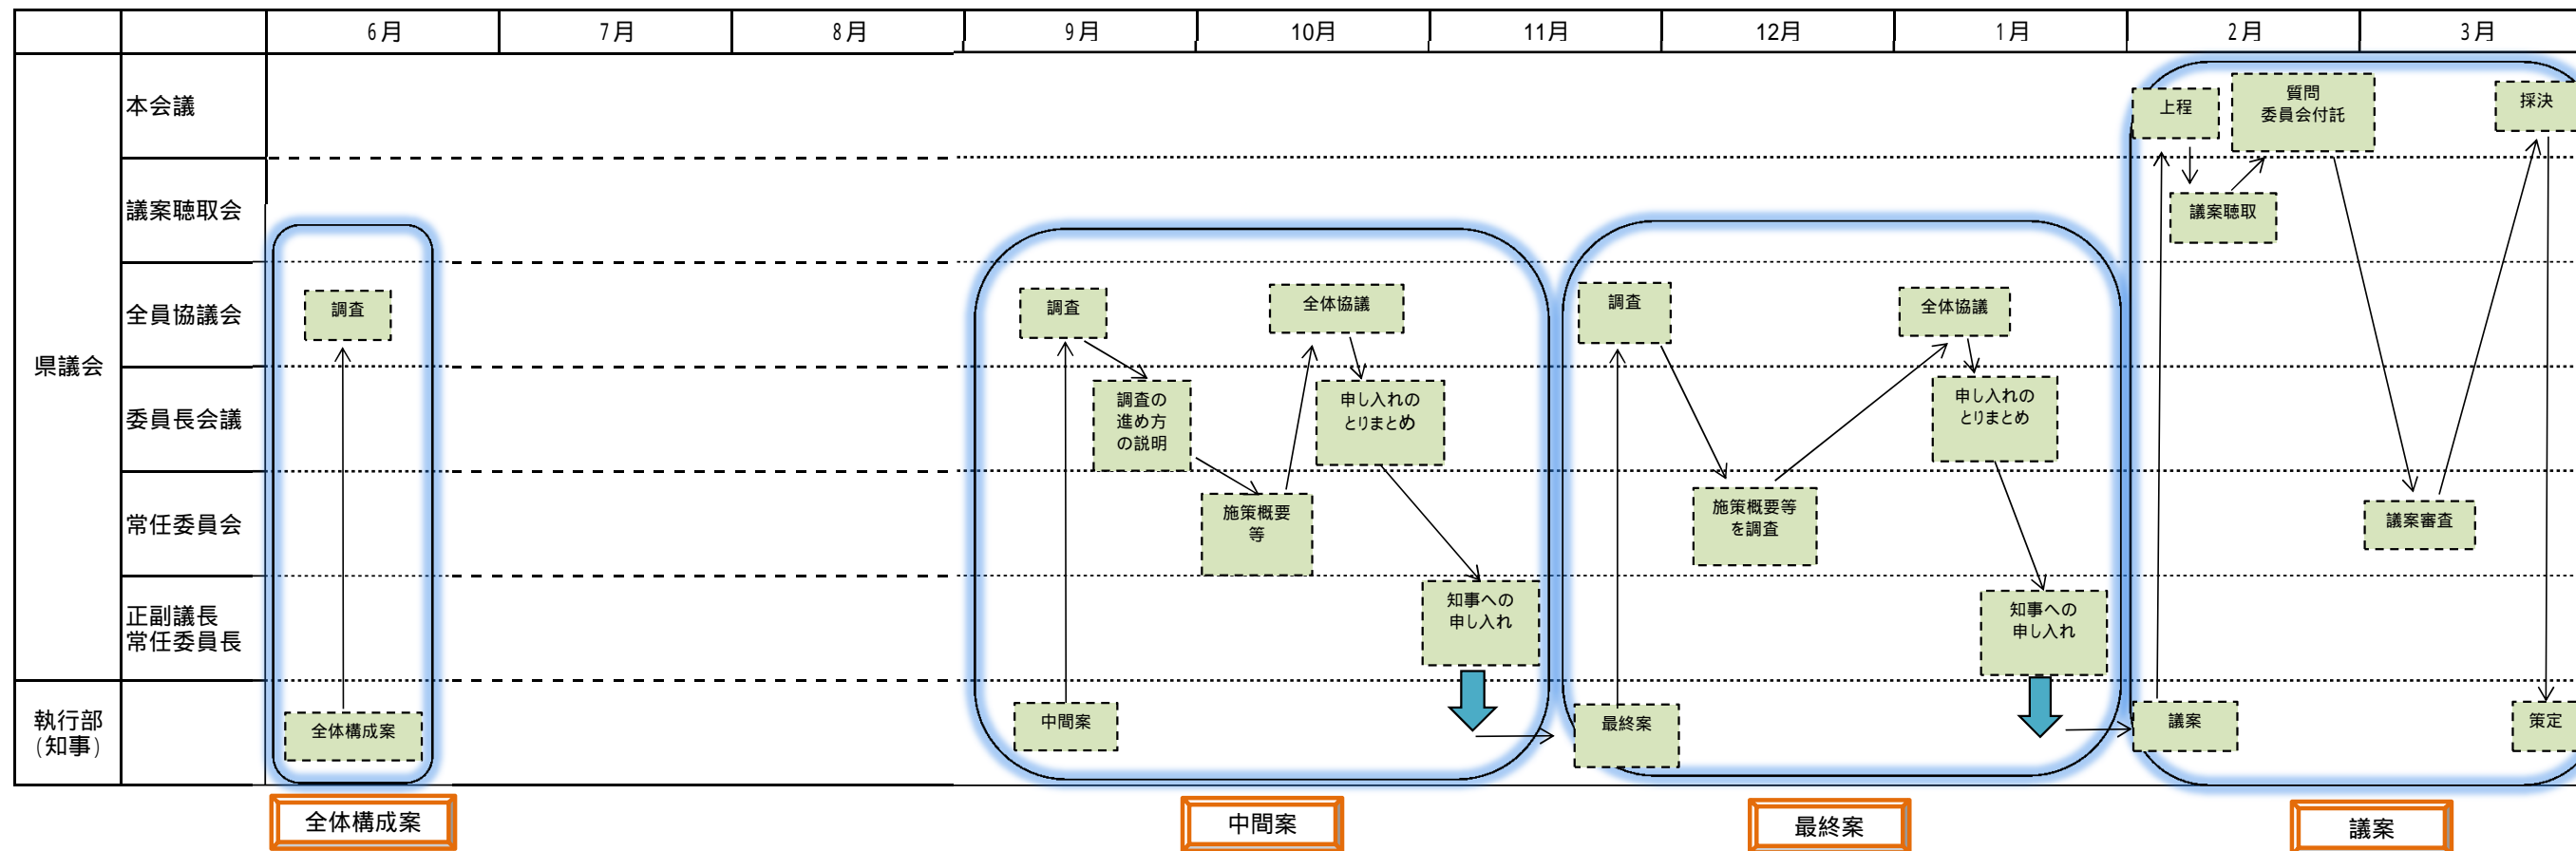 6月 7月 8月 9月 10月 11月 12月 1月 2月 3月
県議会
本会議
上程
質問
委員会付託
採決
議案聴取会
議案聴取
全員協議会
調査
調査
全体協議
調査
全体協議
委員長会議
調査の
進め方
の説明
申し入れの
とりまとめ
申し入れの
とりまとめ
常任委員会
施策概要
等
施策概要等
を調査
議案審査
正副議長
常任委員長
知事への
申し入れ
知事への
申し入れ
執行部
(知事)
全体構成案
中間案
最終案
議案
策定
全体構成案
中間案
最終案
議案